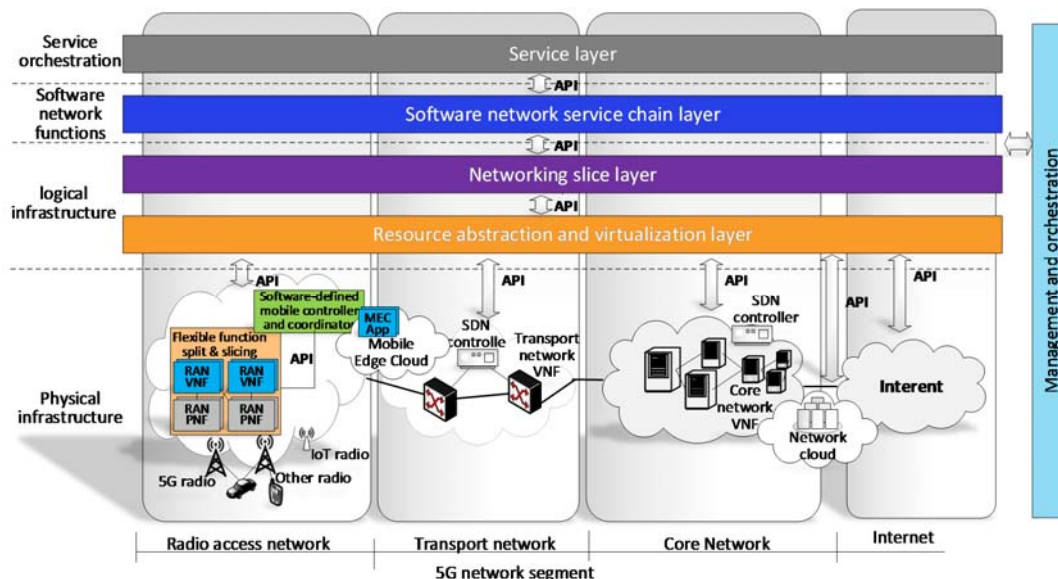 Service
orchestration
Service layer
API
Software
network
functions
Software network service chain layer
API
Networking slice layer
logical
infrastructure
API
Resource abstraction and virtualization layer
API
API
API
API
API
Software-defined
mobile controller
and coordinator
MEC
App
Mobile
Edge Cloud
SDN
controlle
Transport
network
VNF
SDN
controller
Flexible function
split & slicing
API
RAN
VNF
RAN
VNF
RAN
PNF
RAN
PNF
Physical
infrastructure
Core
network
VNF
Interent
Network
cloud
IoT radio
5G radio
Other radio
Radio access network
Transport network
Core Network
Internet
5G network segment
Management and orchestration